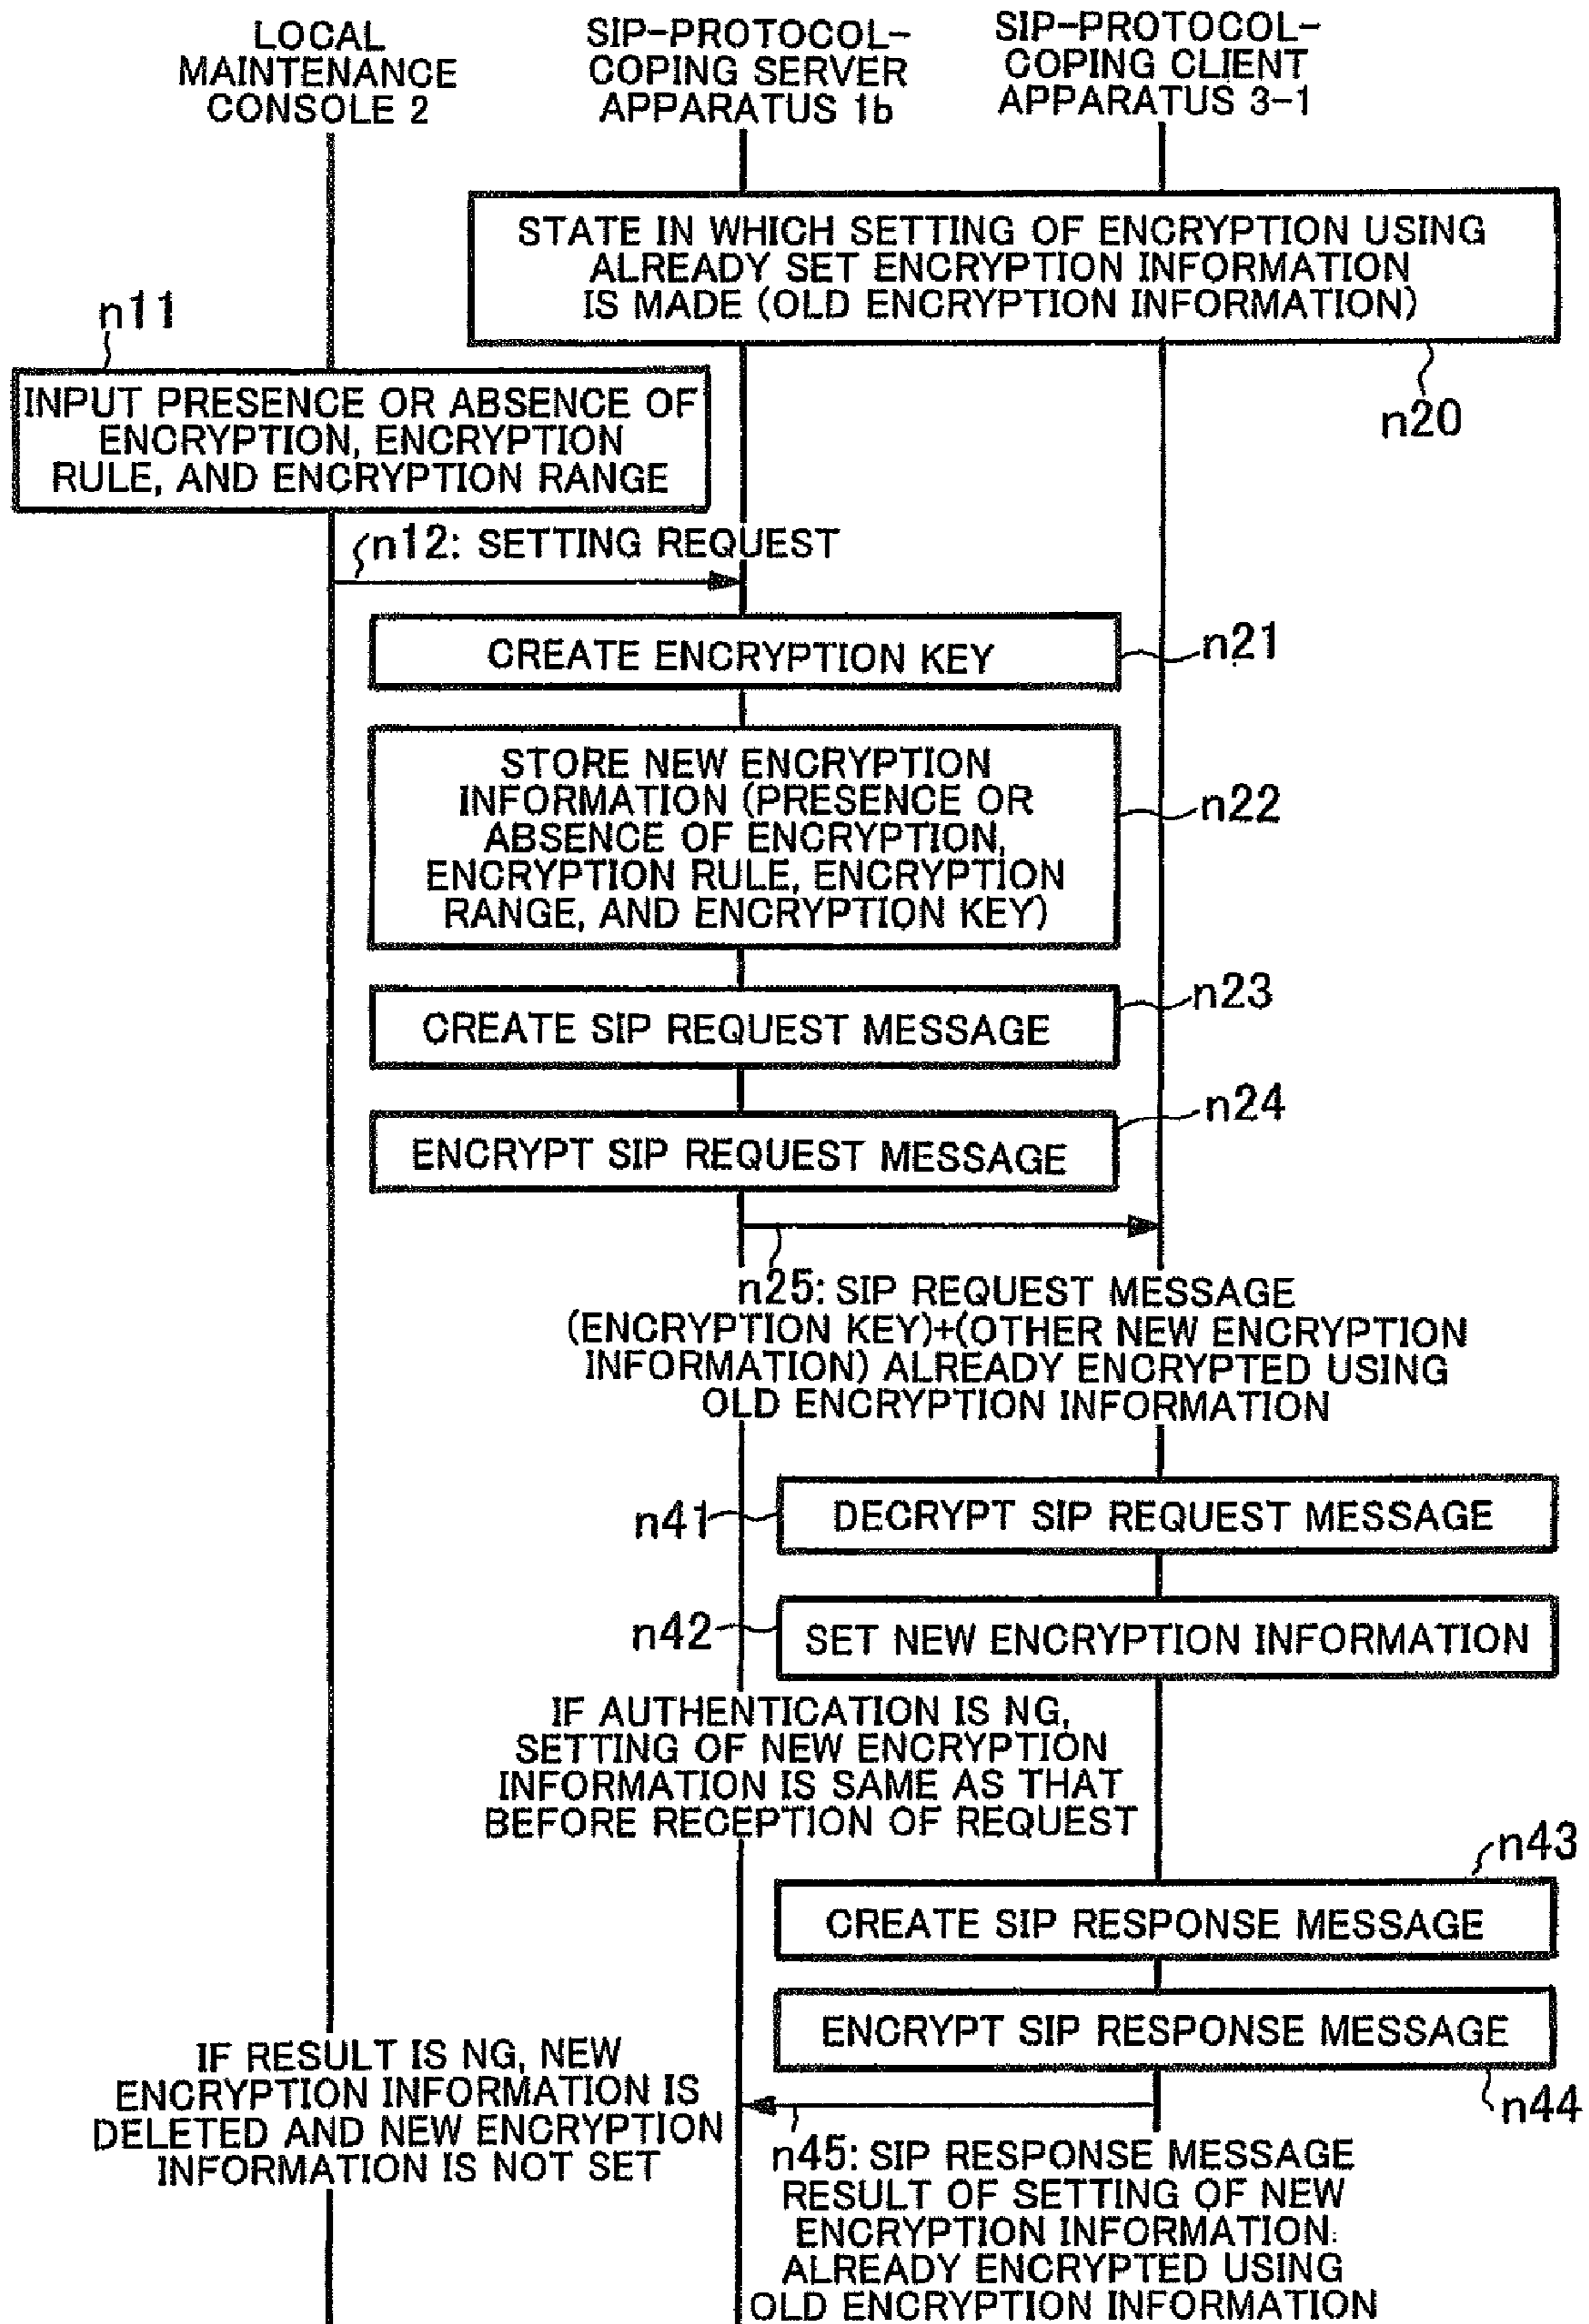 LOCAL
MAINTENANCE
CONSOLE 2
SIP-PROTOCOL-
COPING SERVER
APPARATUS 1b
SIP-PROTOCOL-
COPING CLIENT
APPARATUS 3-1
STATE IN WHICH SETTING OF ENCRYPTION USING
ALREADY SET ENCRYPTION INFORMATION
IS MADE (OLD ENCRYPTION INFORMATION)
n20
n11
INPUT PRESENCE OR ABSENCE OF
ENCRYPTION, ENCRYPTION
RULE, AND ENCRYPTION RANGE
n12: SETTING REQUEST
CREATE ENCRYPTION KEY
n21
STORE NEW ENCRYPTION
INFORMATION (PRESENCE OR
ABSENCE OF ENCRYPTION,
ENCRYPTION RULE, ENCRYPTION
RANGE, AND ENCRYPTION KEY)
n22
n23
CREATE SIP REQUEST MESSAGE
n24
ENCRYPT SIP REQUEST MESSAGE
n25: SIP REQUEST MESSAGE
(ENCRYPTION KEY)+(OTHER NEW ENCRYPTION
INFORMATION) ALREADY ENCRYPTED USING
OLD ENCRYPTION INFORMATION
n41
DECRYPT SIP REQUEST MESSAGE
n42
SET NEW ENCRYPTION INFORMATION
IF AUTHENTICATION IS NG,
SETTING OF NEW ENCRYPTION
INFORMATION IS SAME AS THAT
BEFORE RECEPTION OF REQUEST
n43
CREATE SIP RESPONSE MESSAGE
ENCRYPT SIP RESPONSE MESSAGE
n44
IF RESULT IS NG, NEW
ENCRYPTION INFORMATION IS
DELETED AND NEW ENCRYPTION
INFORMATION IS NOT SET
n45: SIP RESPONSE MESSAGE
RESULT OF SETTING OF NEW
ENCRYPTION INFORMATION:
ALREADY ENCRYPTED USING
OLD ENCRYPTION INFORMATION